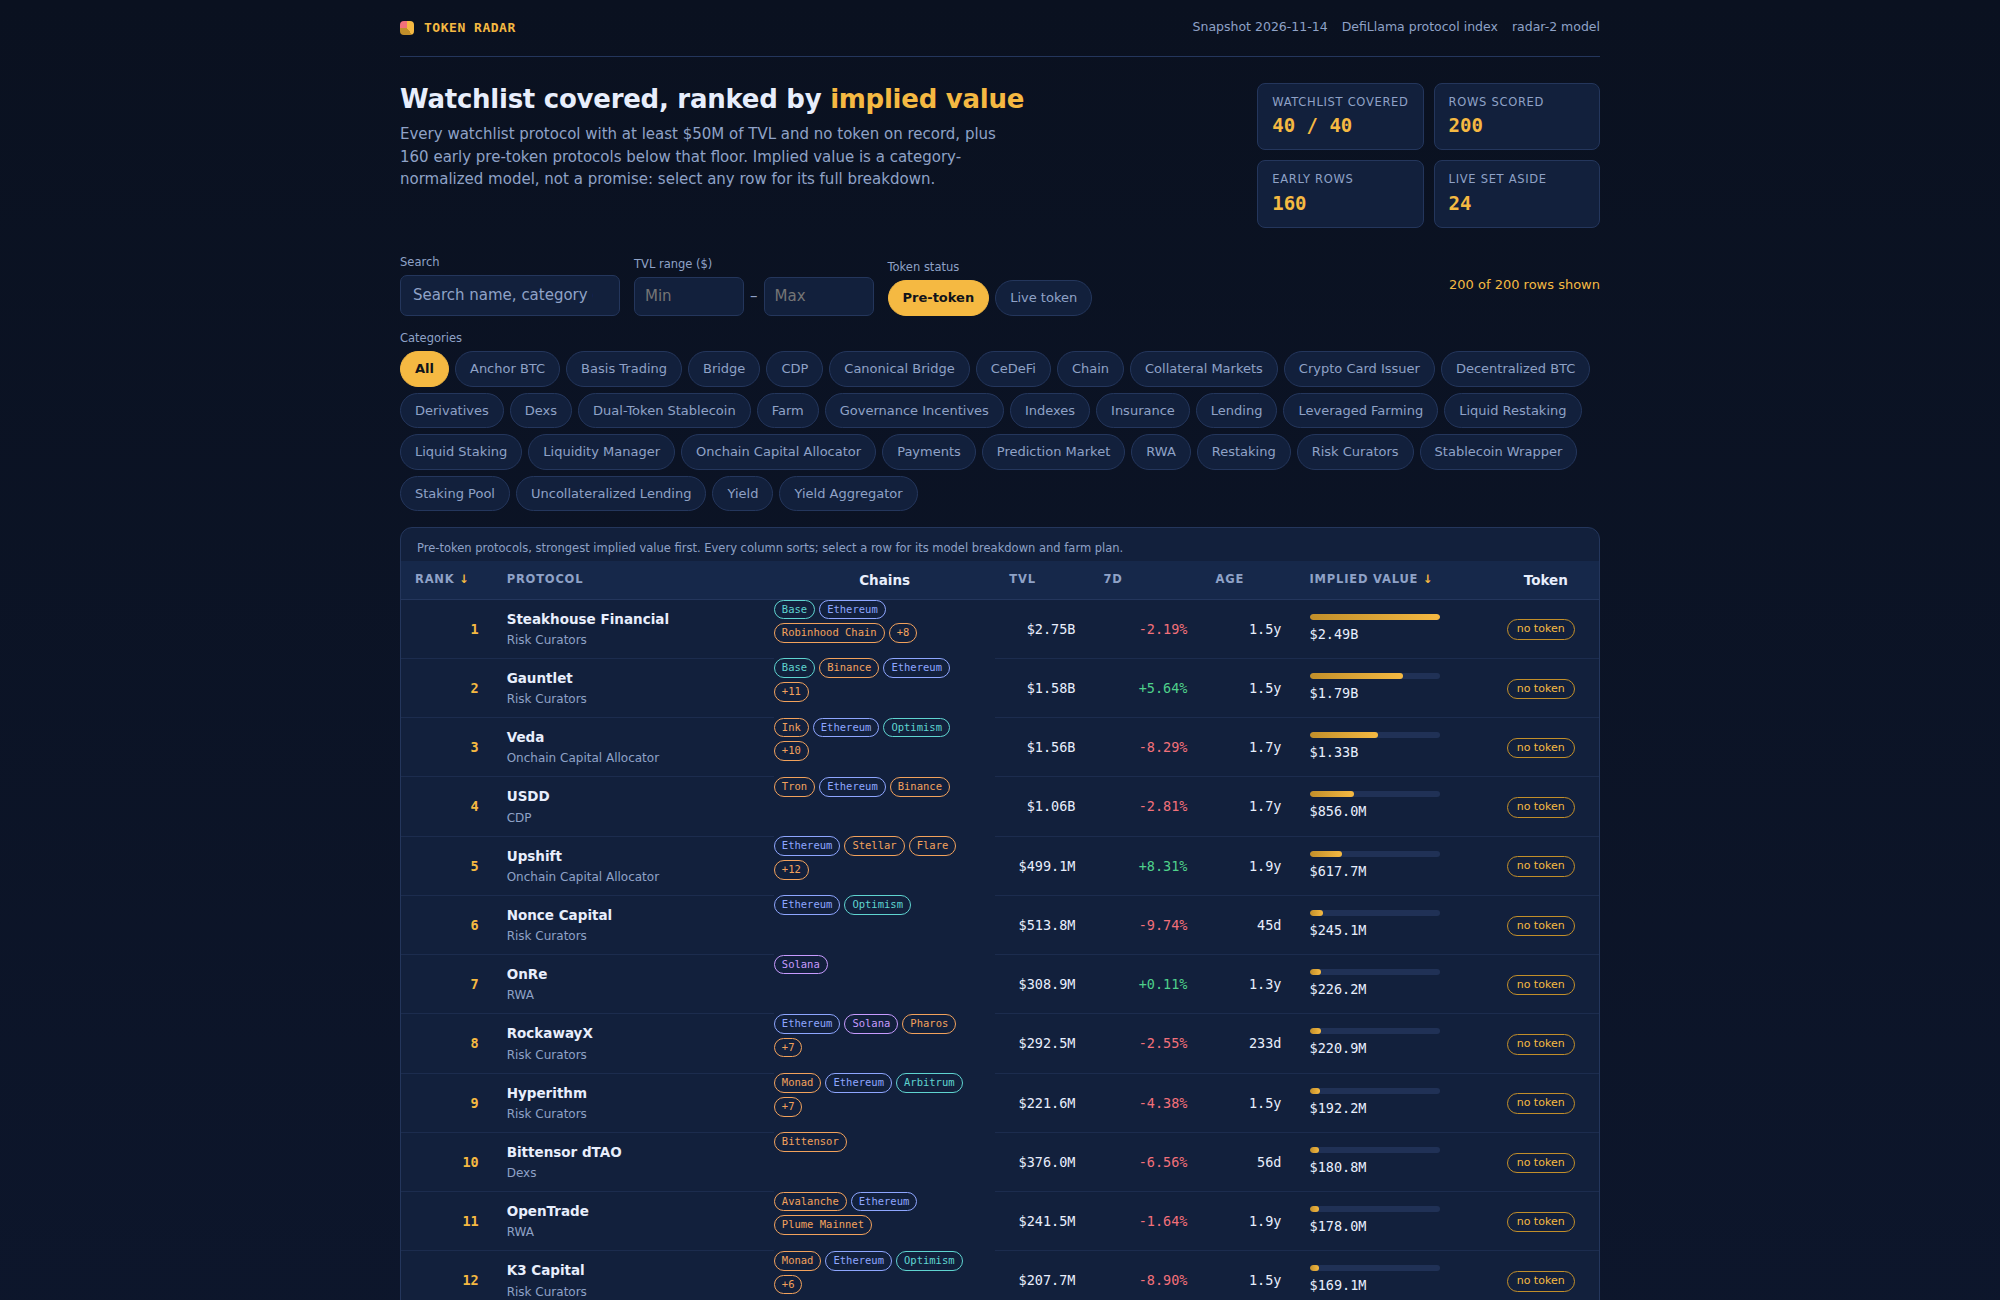 TOKEN RADAR
Snapshot 2026-11-14 DefiLlama protocol index radar-2 model
Watchlist covered, ranked by implied value
Every watchlist protocol with at least $50M of TVL and no token on record, plus
160 early pre-token protocols below that floor. Implied value is a category-
normalized model, not a promise: select any row for its full breakdown.
WATCHLIST COVERED
40 / 40
ROWS SCORED
200
EARLY ROWS
160
LIVE SET ASIDE
24
Search
Search name, category
TVL range ($)
Min – Max
Token status
Pre-token Live token
200 of 200 rows shown
Categories
All Anchor BTC Basis Trading Bridge CDP Canonical Bridge CeDeFi Chain Collateral Markets Crypto Card Issuer Decentralized BTC
Derivatives Dexs Dual-Token Stablecoin Farm Governance Incentives Indexes Insurance Lending Leveraged Farming Liquid Restaking
Liquid Staking Liquidity Manager Onchain Capital Allocator Payments Prediction Market RWA Restaking Risk Curators Stablecoin Wrapper
Staking Pool Uncollateralized Lending Yield Yield Aggregator
Pre-token protocols, strongest implied value first. Every column sorts; select a row for its model breakdown and farm plan.
RANK ↓ PROTOCOL Chains TVL 7D AGE IMPLIED VALUE ↓ Token
1 Steakhouse Financial Risk Curators Base Ethereum Robinhood Chain +8 $2.75B -2.19% 1.5y $2.49B no token
2 Gauntlet Risk Curators Base Binance Ethereum +11 $1.58B +5.64% 1.5y $1.79B no token
3 Veda Onchain Capital Allocator Ink Ethereum Optimism +10 $1.56B -8.29% 1.7y $1.33B no token
4 USDD CDP Tron Ethereum Binance $1.06B -2.81% 1.7y $856.0M no token
5 Upshift Onchain Capital Allocator Ethereum Stellar Flare +12 $499.1M +8.31% 1.9y $617.7M no token
6 Nonce Capital Risk Curators Ethereum Optimism $513.8M -9.74% 45d $245.1M no token
7 OnRe RWA Solana $308.9M +0.11% 1.3y $226.2M no token
8 RockawayX Risk Curators Ethereum Solana Pharos +7 $292.5M -2.55% 233d $220.9M no token
9 Hyperithm Risk Curators Monad Ethereum Arbitrum +7 $221.6M -4.38% 1.5y $192.2M no token
10 Bittensor dTAO Dexs Bittensor $376.0M -6.56% 56d $180.8M no token
11 OpenTrade RWA Avalanche Ethereum Plume Mainnet $241.5M -1.64% 1.9y $178.0M no token
12 K3 Capital Risk Curators Monad Ethereum Optimism +6 $207.7M -8.90% 1.5y $169.1M no token